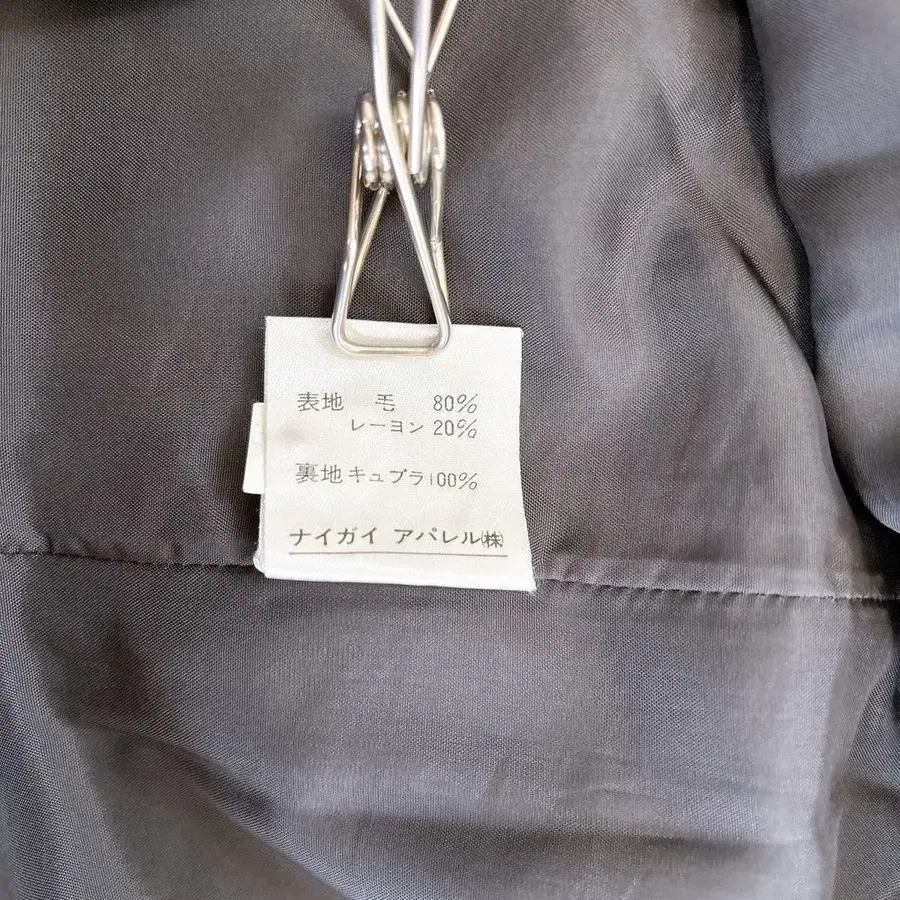 表地 毛 80%
レーヨン 20%
裏地 キュプラ 100%
ナイガイ アパレル㈱